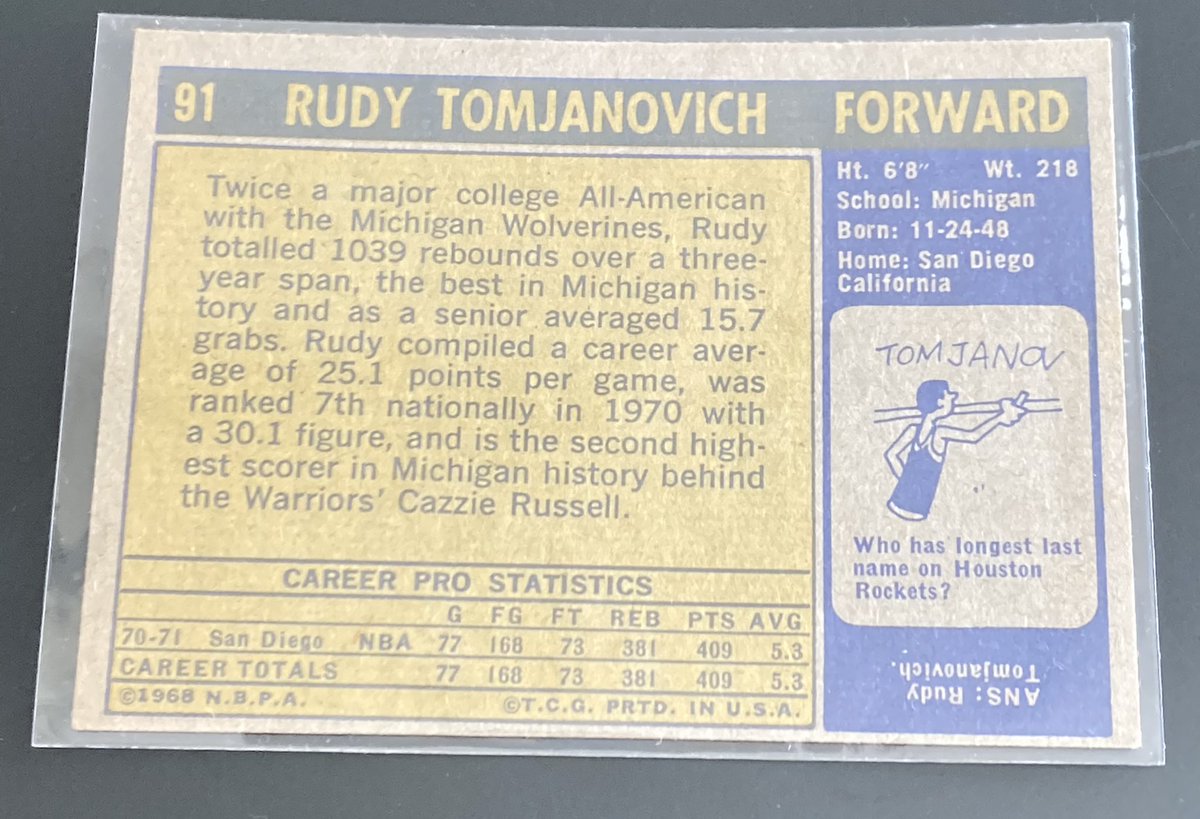 91 RUDY TOMJANOVICH FORWARD
Twice a major college All-American
with the Michigan Wolverines, Rudy
totalled 1039 rebounds over a three-
year span, the best in Michigan his-
tory and as a senior averaged 15.7
grabs. Rudy compiled a career aver-
age of 25.1 points per game, was
ranked 7th nationally in 1970 with
a 30.1 figure, and is the second high-
est scorer in Michigan history behind
the Warriors' Cazzie Russell.
CAREER PRO STATISTICS
G FG FT REB PTS AVG
70-71 San Diego NBA 77 168 73 381 409 5.3
CAREER TOTALS 77 168 73 381 409 5.3
©1968 N.B.P.A. ©T.C.G. PRTD. IN U.S.A.
Ht. 6'8" Wt. 218
School: Michigan
Born: 11-24-48
Home: San Diego
California
TOMJANOV
Who has longest last
name on Houston
Rockets?
ANS: Rudy
Tomjanovich.